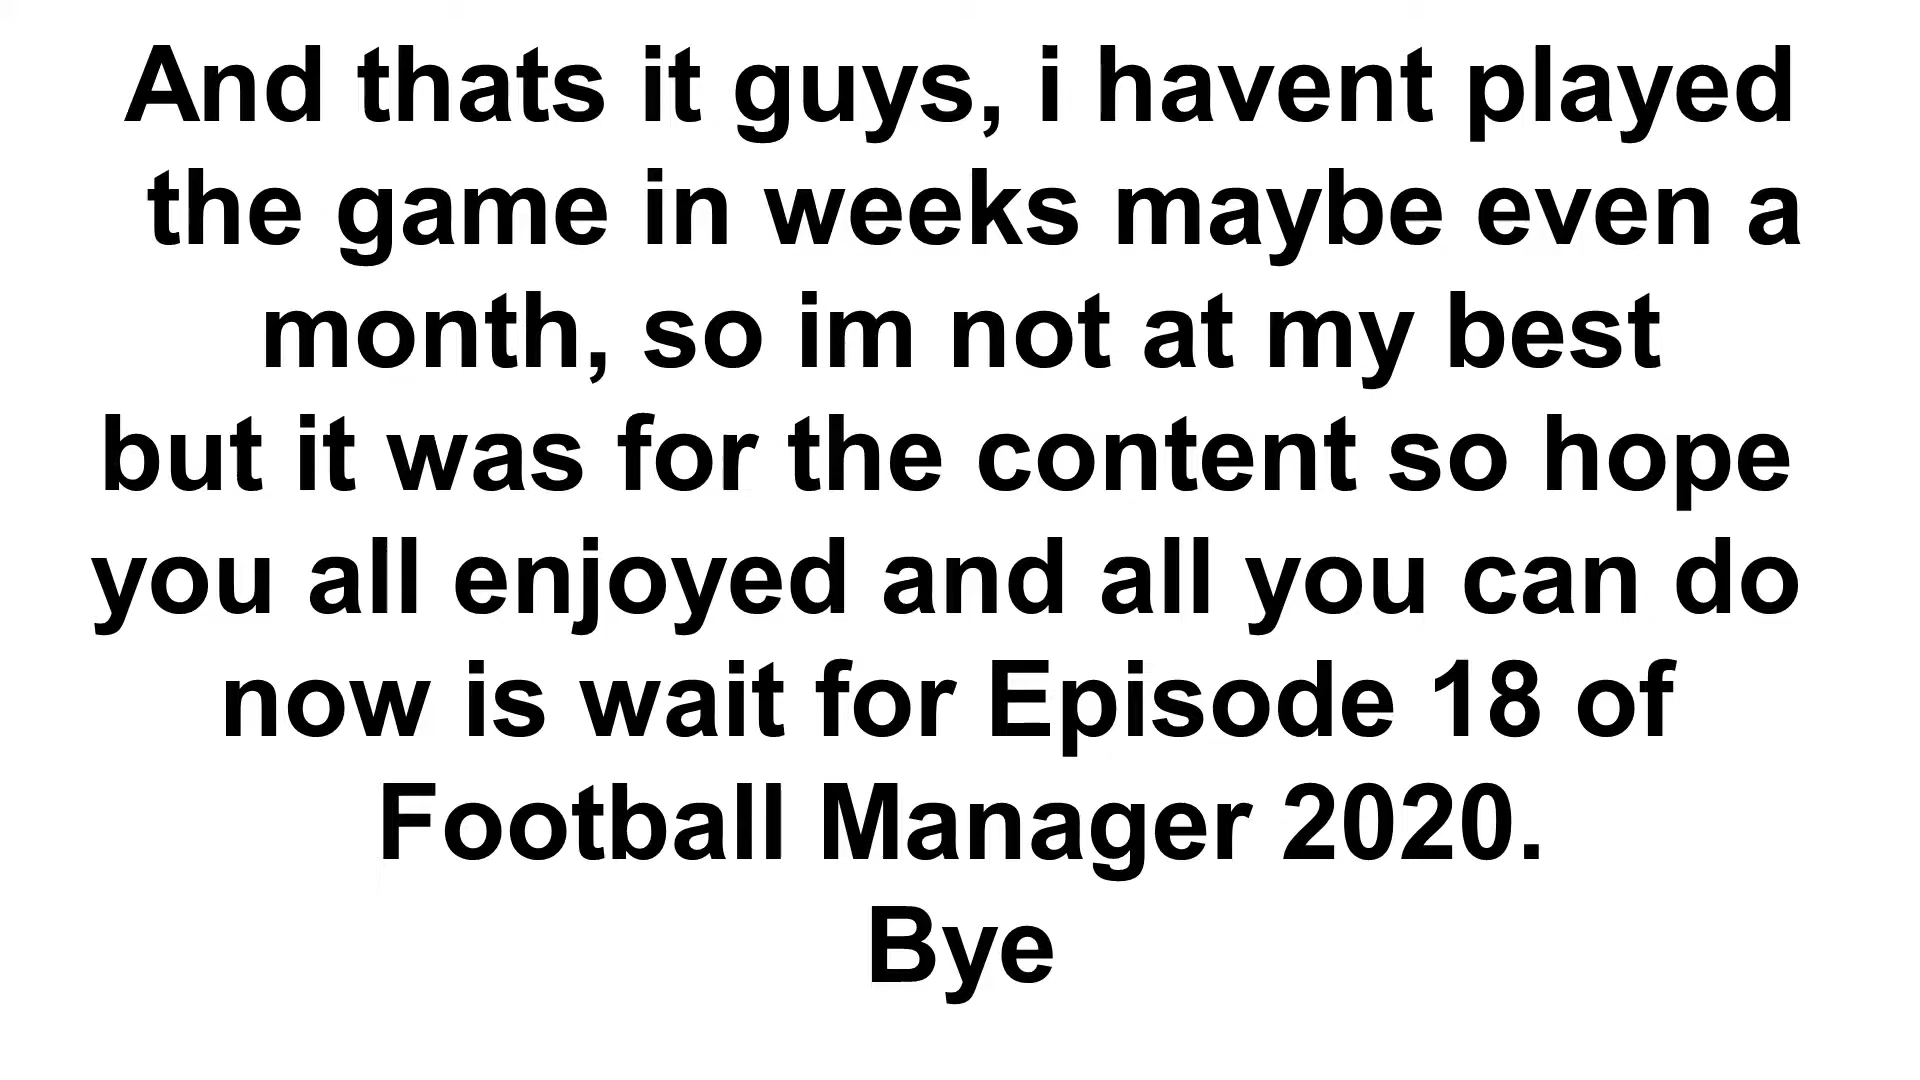 And thats it guys, i havent played
the game in weeks maybe even a
month, so im not at my best
but it was for the content so hope
you all enjoyed and all you can do
now is wait for Episode 18 of
Football Manager 2020.
Bye